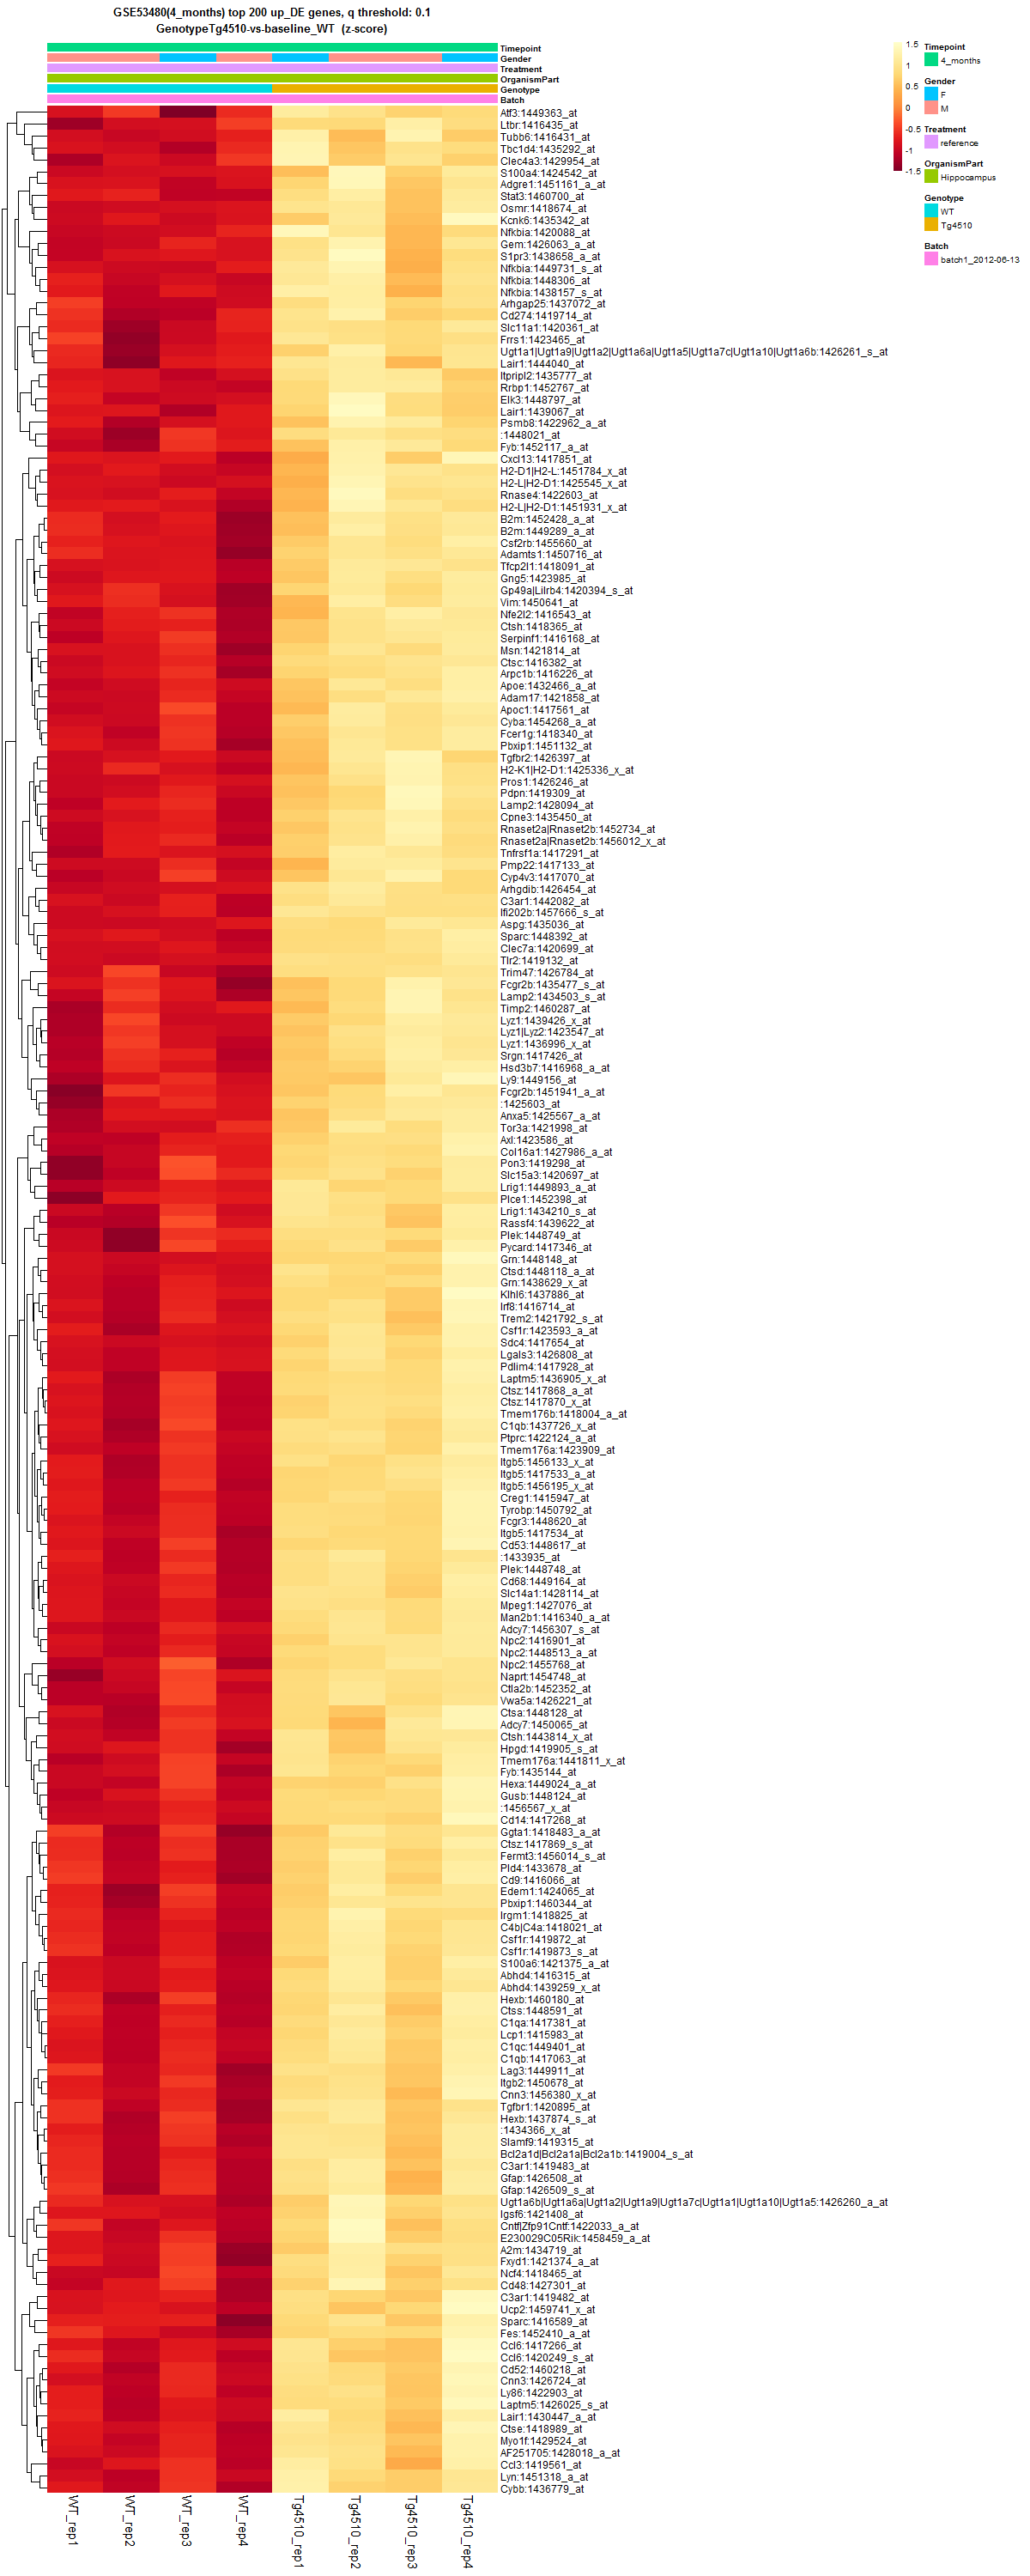 GSE53480(4_months) top 200 up_DE genes, q threshold: 0.1
GenotypeTg4510-vs-baseline_WT (z-score)
Timepoint
Gender
Treatment
OrganismPart
Genotype
Batch
Atf3:1449363_at
Ltbr:1416435_at
Tubb6:1416431_at
Tbc1d4:1435292_at
Clec4a3:1429954_at
S100a4:1424542_at
Adgre1:1451161_a_at
Stat3:1460700_at
Osmr:1418674_at
Kcnk6:1435342_at
Nfkbia:1420088_at
Gem:1426063_a_at
S1pr3:1438658_a_at
Nfkbia:1449731_s_at
Nfkbia:1448306_at
Nfkbia:1438157_s_at
Arhgap25:1437072_at
Cd274:1419714_at
Slc11a1:1420361_at
Frrs1:1423465_at
Ugt1a1|Ugt1a9|Ugt1a2|Ugt1a6a|Ugt1a5|Ugt1a7c|Ugt1a10|Ugt1a6b:1426261_s_at
Lair1:1444040_at
Itpripl2:1435777_at
Rrbp1:1452767_at
Elk3:1448797_at
Lair1:1439067_at
Psmb8:1422962_a_at
:1448021_at
Fyb:1452117_a_at
Cxcl13:1417851_at
H2-D1|H2-L:1451784_x_at
H2-L|H2-D1:1425545_x_at
Rnase4:1422603_at
H2-L|H2-D1:1451931_x_at
B2m:1452428_a_at
B2m:1449289_a_at
Csf2rb:1455660_at
Adamts1:1450716_at
Tfcp2l1:1418091_at
Gng5:1423985_at
Gp49a|Lilrb4:1420394_s_at
Vim:1450641_at
Nfe2l2:1416543_at
Ctsh:1418365_at
Serpinf1:1416168_at
Msn:1421814_at
Ctsc:1416382_at
Arpc1b:1416226_at
Apoe:1432466_a_at
Adam17:1421858_at
Apoc1:1417561_at
Cyba:1454268_a_at
Fcer1g:1418340_at
Pbxip1:1451132_at
Tgfbr2:1426397_at
H2-K1|H2-D1:1425336_x_at
Pros1:1426246_at
Pdpn:1419309_at
Lamp2:1428094_at
Cpne3:1435450_at
Rnaset2a|Rnaset2b:1452734_at
Rnaset2a|Rnaset2b:1456012_x_at
Tnfrsf1a:1417291_at
Pmp22:1417133_at
Cyp4v3:1417070_at
Arhgdib:1426454_at
C3ar1:1442082_at
Ifi202b:1457666_s_at
Aspg:1435036_at
Sparc:1448392_at
Clec7a:1420699_at
Tlr2:1419132_at
Trim47:1426784_at
Fcgr2b:1435477_s_at
Lamp2:1434503_s_at
Timp2:1460287_at
Lyz1:1439426_x_at
Lyz1|Lyz2:1423547_at
Lyz1:1436996_x_at
Srgn:1417426_at
Hsd3b7:1416968_a_at
Ly9:1449156_at
Fcgr2b:1451941_a_at
:1425603_at
Anxa5:1425567_a_at
Tor3a:1421998_at
Axl:1423586_at
Col16a1:1427986_a_at
Pon3:1419298_at
Slc15a3:1420697_at
Lrig1:1449893_a_at
Plce1:1452398_at
Lrig1:1434210_s_at
Rassf4:1439622_at
Plek:1448749_at
Pycard:1417346_at
Grn:1448148_at
Ctsd:1448118_a_at
Grn:1438629_x_at
Klhl6:1437886_at
Irf8:1416714_at
Trem2:1421792_s_at
Csf1r:1423593_a_at
Sdc4:1417654_at
Lgals3:1426808_at
Pdlim4:1417928_at
Laptm5:1436905_x_at
Ctsz:1417868_a_at
Ctsz:1417870_x_at
Tmem176b:1418004_a_at
C1qb:1437726_x_at
Ptprc:1422124_a_at
Tmem176a:1423909_at
Itgb5:1456133_x_at
Itgb5:1417533_a_at
Itgb5:1456195_x_at
Creg1:1415947_at
Tyrobp:1450792_at
Fcgr3:1448620_at
Itgb5:1417534_at
Cd53:1448617_at
:1433935_at
Plek:1448748_at
Cd68:1449164_at
Slc14a1:1428114_at
Mpeg1:1427076_at
Man2b1:1416340_a_at
Adcy7:1456307_s_at
Npc2:1416901_at
Npc2:1448513_a_at
Npc2:1455768_at
Naprt:1454748_at
Ctla2b:1452352_at
Vwa5a:1426221_at
Ctsa:1448128_at
Adcy7:1450065_at
Ctsh:1443814_x_at
Hpgd:1419905_s_at
Tmem176a:1441811_x_at
Fyb:1435144_at
Hexa:1449024_a_at
Gusb:1448124_at
:1456567_x_at
Cd14:1417268_at
Ggta1:1418483_a_at
Ctsz:1417869_s_at
Fermt3:1456014_s_at
Pld4:1433678_at
Cd9:1416066_at
Edem1:1424065_at
Pbxip1:1460344_at
Irgm1:1418825_at
C4b|C4a:1418021_at
Csf1r:1419872_at
Csf1r:1419873_s_at
S100a6:1421375_a_at
Abhd4:1416315_at
Abhd4:1439259_x_at
Hexb:1460180_at
Ctss:1448591_at
C1qa:1417381_at
Lcp1:1415983_at
C1qc:1449401_at
C1qb:1417063_at
Lag3:1449911_at
Itgb2:1450678_at
Cnn3:1456380_x_at
Tgfbr1:1420895_at
Hexb:1437874_s_at
:1434366_x_at
Slamf9:1419315_at
Bcl2a1d|Bcl2a1a|Bcl2a1b:1419004_s_at
C3ar1:1419483_at
Gfap:1426508_at
Gfap:1426509_s_at
Ugt1a6b|Ugt1a6a|Ugt1a2|Ugt1a9|Ugt1a7c|Ugt1a1|Ugt1a10|Ugt1a5:1426260_a_at
Igsf6:1421408_at
Cntf|Zfp91Cntf:1422033_a_at
E230029C05Rik:1458459_a_at
A2m:1434719_at
Fxyd1:1421374_a_at
Ncf4:1418465_at
Cd48:1427301_at
C3ar1:1419482_at
Ucp2:1459741_x_at
Sparc:1416589_at
Fes:1452410_a_at
Ccl6:1417266_at
Ccl6:1420249_s_at
Cd52:1460218_at
Cnn3:1426724_at
Ly86:1422903_at
Laptm5:1426025_s_at
Lair1:1430447_a_at
Ctse:1418989_at
Myo1f:1429524_at
AF251705:1428018_a_at
Ccl3:1419561_at
Lyn:1451318_a_at
Cybb:1436779_at
WT_rep1
WT_rep2
WT_rep3
WT_rep4
Tg4510_rep1
Tg4510_rep2
Tg4510_rep3
Tg4510_rep4
1.5
1
0.5
0
-0.5
-1
-1.5
Timepoint
4_months
Gender
F
M
Treatment
reference
OrganismPart
Hippocampus
Genotype
WT
Tg4510
Batch
batch1_2012-06-13